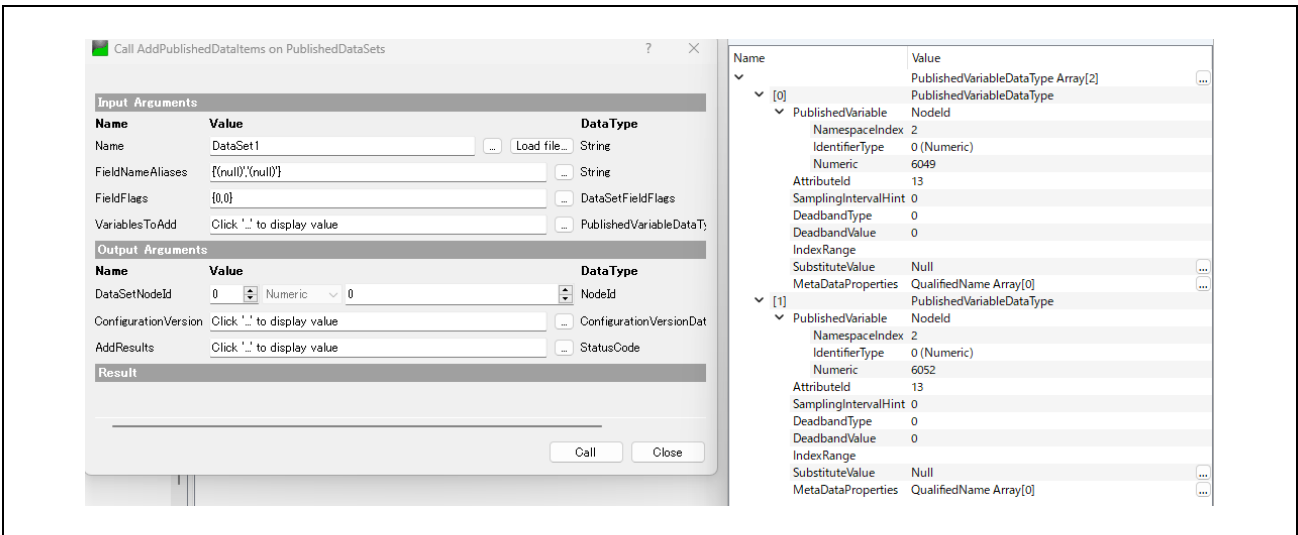 Call AddPublishedDataItems on PublishedDataSets ? ×
Input Arguments
Name Value DataType
Name DataSet1 ... Load file... String
FieldNameAliases {'(null)','(null)'} ... String
FieldFlags {0,0} ... DataSetFieldFlags
VariablesToAdd Click '...' to display value ... PublishedVariableDataTy
Output Arguments
Name Value DataType
DataSetNodeId 0 Numeric 0 NodeId
ConfigurationVersion Click '...' to display value ... ConfigurationVersionDat
AddResults Click '...' to display value ... StatusCode
Result
Call Close
Name Value
PublishedVariableDataType Array[2] ...
[0] PublishedVariableDataType
PublishedVariable NodeId
NamespaceIndex 2
IdentifierType 0 (Numeric)
Numeric 6049
AttributeId 13
SamplingIntervalHint 0
DeadbandType 0
DeadbandValue 0
IndexRange
SubstituteValue Null ...
MetaDataProperties QualifiedName Array[0] ...
[1] PublishedVariableDataType
PublishedVariable NodeId
NamespaceIndex 2
IdentifierType 0 (Numeric)
Numeric 6052
AttributeId 13
SamplingIntervalHint 0
DeadbandType 0
DeadbandValue 0
IndexRange
SubstituteValue Null ...
MetaDataProperties QualifiedName Array[0] ...